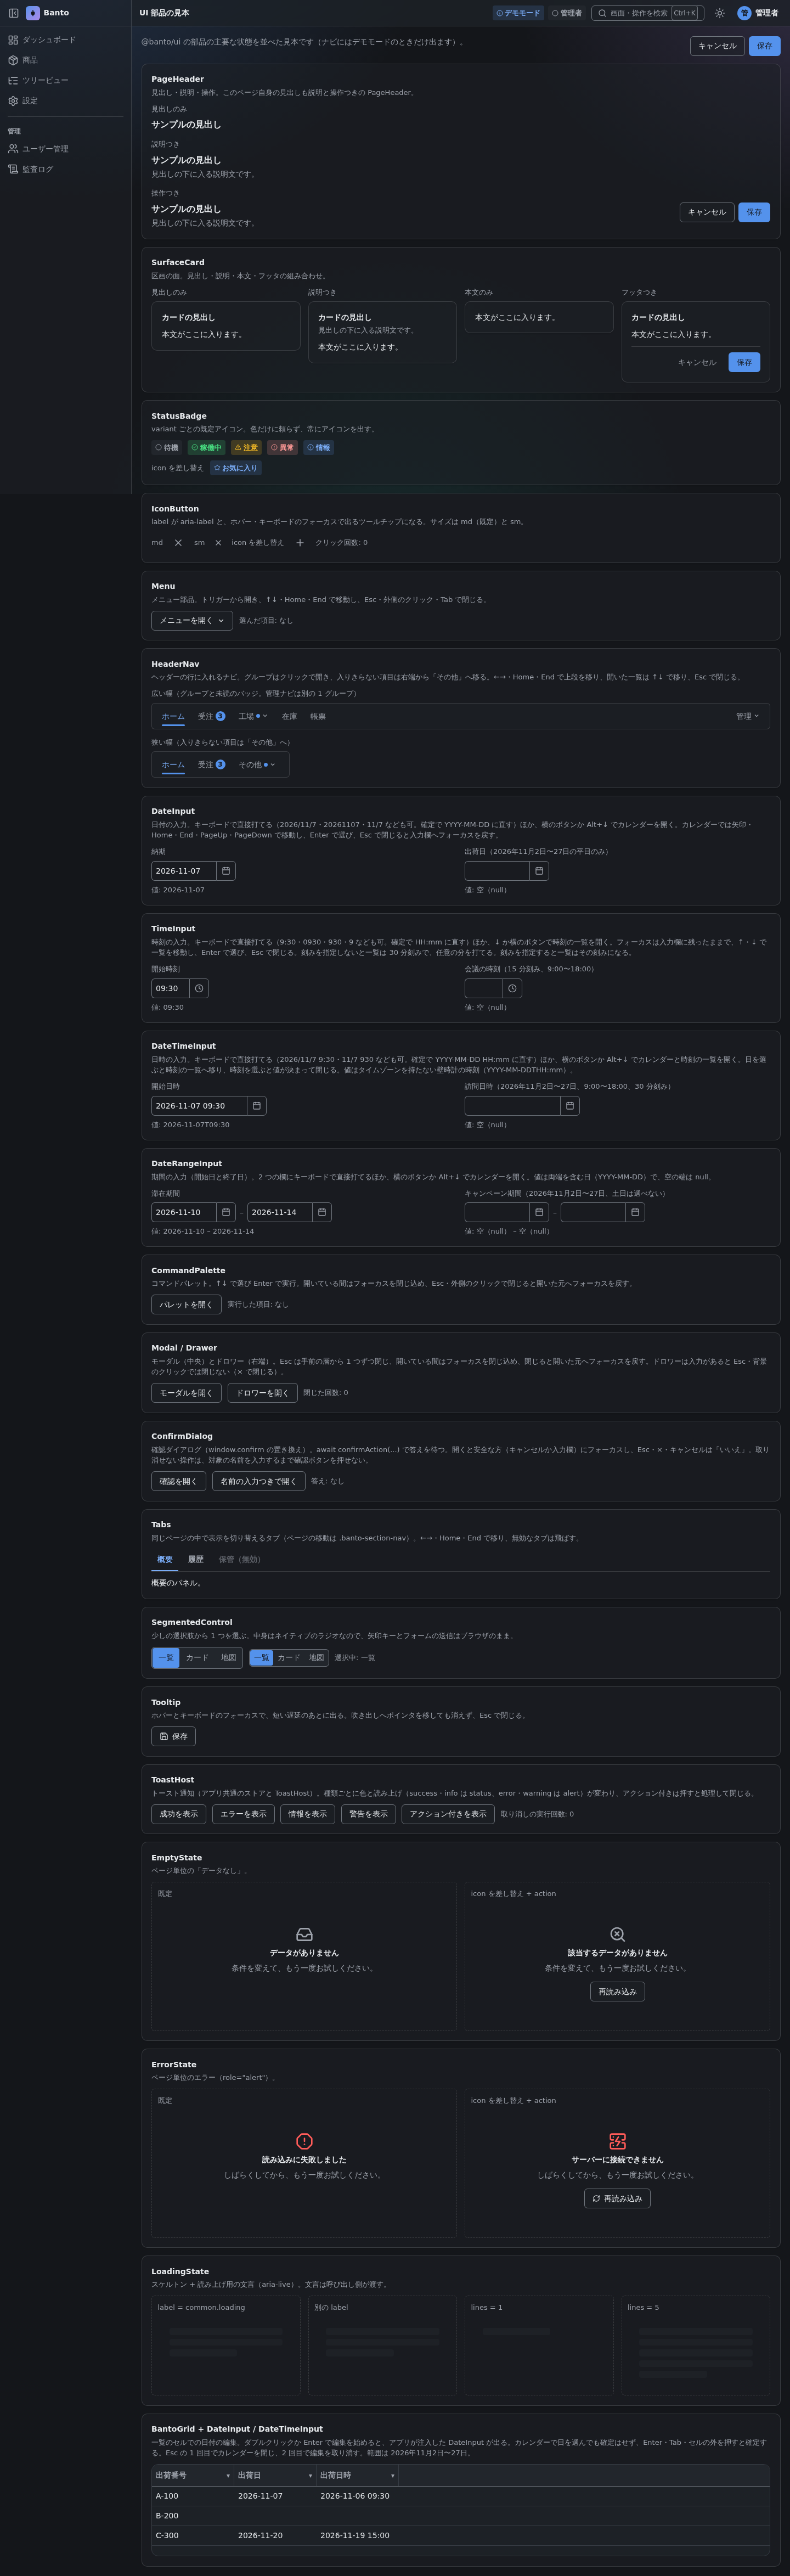 Banto
UI 部品の見本
デモモード
管理者
画面・操作を検索 Ctrl+K
管 管理者
ダッシュボード
商品
ツリービュー
設定
管理
ユーザー管理
監査ログ
@banto/ui の部品の主要な状態を並べた見本です（ナビにはデモモードのときだけ出ます）。
キャンセル 保存
PageHeader
見出し・説明・操作。このページ自身の見出しも説明と操作つきの PageHeader。
見出しのみ
サンプルの見出し
説明つき
サンプルの見出し
見出しの下に入る説明文です。
操作つき
サンプルの見出し
見出しの下に入る説明文です。
キャンセル 保存
SurfaceCard
区画の面。見出し・説明・本文・フッタの組み合わせ。
見出しのみ
カードの見出し
本文がここに入ります。
説明つき
カードの見出し
見出しの下に入る説明文です。
本文がここに入ります。
本文のみ
本文がここに入ります。
フッタつき
カードの見出し
本文がここに入ります。
キャンセル 保存
StatusBadge
variant ごとの既定アイコン。色だけに頼らず、常にアイコンを出す。
待機 稼働中 注意 異常 情報
icon を差し替え お気に入り
IconButton
label が aria-label と、ホバー・キーボードのフォーカスで出るツールチップになる。サイズは md（既定）と sm。
md sm icon を差し替え クリック回数: 0
Menu
メニュー部品。トリガーから開き、↑↓・Home・End で移動し、Esc・外側のクリック・Tab で閉じる。
メニューを開く 選んだ項目: なし
HeaderNav
ヘッダーの行に入れるナビ。グループはクリックで開き、入りきらない項目は右端から「その他」へ移る。←→・Home・End で上段を移り、開いた一覧は ↑↓ で移り、Esc で閉じる。
広い幅（グループと未読のバッジ。管理ナビは別の 1 グループ）
ホーム 受注 3 工場 在庫 帳票 管理
狭い幅（入りきらない項目は「その他」へ）
ホーム 受注 3 その他
DateInput
日付の入力。キーボードで直接打てる（2026/11/7・20261107・11/7 なども可。確定で YYYY-MM-DD に直す）ほか、横のボタンか Alt+↓ でカレンダーを開く。カレンダーでは矢印・
Home・End・PageUp・PageDown で移動し、Enter で選び、Esc で閉じると入力欄へフォーカスを戻す。
納期
2026-11-07
値: 2026-11-07
出荷日（2026年11月2日〜27日の平日のみ）
値: 空（null）
TimeInput
時刻の入力。キーボードで直接打てる（9:30・0930・930・9 なども可。確定で HH:mm に直す）ほか、↓ か横のボタンで時刻の一覧を開く。フォーカスは入力欄に残ったままで、↑・↓ で
一覧を移動し、Enter で選び、Esc で閉じる。刻みを指定しないと一覧は 30 分刻みで、任意の分を打てる。刻みを指定すると一覧はその刻みになる。
開始時刻
09:30
値: 09:30
会議の時刻（15 分刻み、9:00〜18:00）
値: 空（null）
DateTimeInput
日時の入力。キーボードで直接打てる（2026/11/7 9:30・11/7 930 なども可。確定で YYYY-MM-DD HH:mm に直す）ほか、横のボタンか Alt+↓ でカレンダーと時刻の一覧を開く。日を選
ぶと時刻の一覧へ移り、時刻を選ぶと値が決まって閉じる。値はタイムゾーンを持たない壁時計の時刻（YYYY-MM-DDTHH:mm）。
開始日時
2026-11-07 09:30
値: 2026-11-07T09:30
訪問日時（2026年11月2日〜27日、9:00〜18:00、30 分刻み）
値: 空（null）
DateRangeInput
期間の入力（開始日と終了日）。2 つの欄にキーボードで直接打てるほか、横のボタンか Alt+↓ でカレンダーを開く。値は両端を含む日（YYYY-MM-DD）で、空の端は null。
滞在期間
2026-11-10 – 2026-11-14
値: 2026-11-10 – 2026-11-14
キャンペーン期間（2026年11月2日〜27日、土日は選べない）
–
値: 空（null） – 空（null）
CommandPalette
コマンドパレット。↑↓ で選び Enter で実行。開いている間はフォーカスを閉じ込め、Esc・外側のクリックで閉じると開いた元へフォーカスを戻す。
パレットを開く 実行した項目: なし
Modal / Drawer
モーダル（中央）とドロワー（右端）。Esc は手前の層から 1 つずつ閉じ、開いている間はフォーカスを閉じ込め、閉じると開いた元へフォーカスを戻す。ドロワーは入力があると Esc・背景
のクリックでは閉じない（× で閉じる）。
モーダルを開く ドロワーを開く 閉じた回数: 0
ConfirmDialog
確認ダイアログ（window.confirm の置き換え）。await confirmAction(...) で答えを待つ。開くと安全な方（キャンセルか入力欄）にフォーカスし、Esc・×・キャンセルは「いいえ」。取り
消せない操作は、対象の名前を入力するまで確認ボタンを押せない。
確認を開く 名前の入力つきで開く 答え: なし
Tabs
同じページの中で表示を切り替えるタブ（ページの移動は .banto-section-nav）。←→・Home・End で移り、無効なタブは飛ばす。
概要 履歴 保管（無効）
概要のパネル。
SegmentedControl
少しの選択肢から 1 つを選ぶ。中身はネイティブのラジオなので、矢印キーとフォームの送信はブラウザのまま。
一覧 カード 地図 一覧 カード 地図 選択中: 一覧
Tooltip
ホバーとキーボードのフォーカスで、短い遅延のあとに出る。吹き出しへポインタを移しても消えず、Esc で閉じる。
保存
ToastHost
トースト通知（アプリ共通のストアと ToastHost）。種類ごとに色と読み上げ（success・info は status、error・warning は alert）が変わり、アクション付きは押すと処理して閉じる。
成功を表示 エラーを表示 情報を表示 警告を表示 アクション付きを表示 取り消しの実行回数: 0
EmptyState
ページ単位の「データなし」。
既定
データがありません
条件を変えて、もう一度お試しください。
icon を差し替え + action
該当するデータがありません
条件を変えて、もう一度お試しください。
再読み込み
ErrorState
ページ単位のエラー（role="alert"）。
既定
読み込みに失敗しました
しばらくしてから、もう一度お試しください。
icon を差し替え + action
サーバーに接続できません
しばらくしてから、もう一度お試しください。
再読み込み
LoadingState
スケルトン + 読み上げ用の文言（aria-live）。文言は呼び出し側が渡す。
label = common.loading
別の label
lines = 1
lines = 5
BantoGrid + DateInput / DateTimeInput
一覧のセルでの日付の編集。ダブルクリックか Enter で編集を始めると、アプリが注入した DateInput が出る。カレンダーで日を選んでも確定はせず、Enter・Tab・セルの外を押すと確定す
る。Esc の 1 回目でカレンダーを閉じ、2 回目で編集を取り消す。範囲は 2026年11月2日〜27日。
出荷番号 ▾ 出荷日 ▾ 出荷日時 ▾
A-100 2026-11-07 2026-11-06 09:30
B-200
C-300 2026-11-20 2026-11-19 15:00